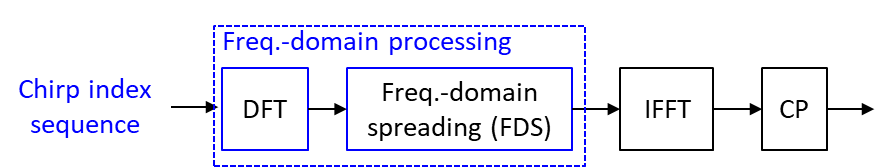 Freq.-domain processing
Chirp index
sequence
DFT
Freq.-domain
spreading (FDS)
IFFT
CP